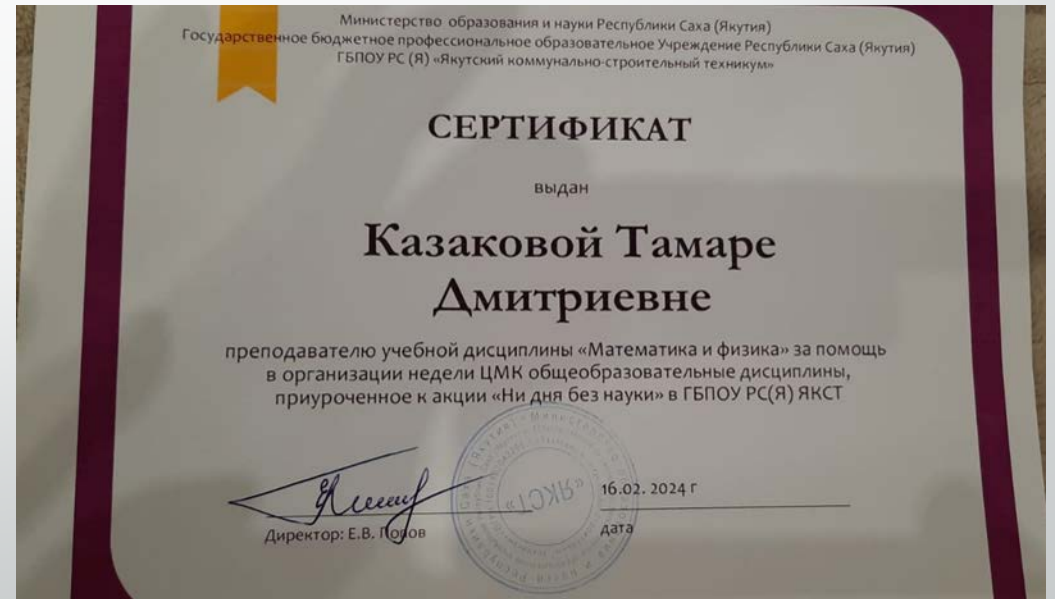 Министерство образования и науки Республики Саха (Якутия)
Государственное бюджетное профессиональное образовательное Учреждение Республики Саха (Якутия)
ГБПОУ РС (Я) «Якутский коммунально-строительный техникум»
СЕРТИФИКАТ
выдан
Казаковой Тамаре
Дмитриевне
преподавателю учебной дисциплины «Математика и физика» за помощь
в организации недели ЦМК общеобразовательные дисциплины,
приуроченное к акции «Ни дня без науки» в ГБПОУ РС(Я) ЯКСТ
16.02. 2024 г
Директор: Е.В. Попов
дата
«ЯКСТ»